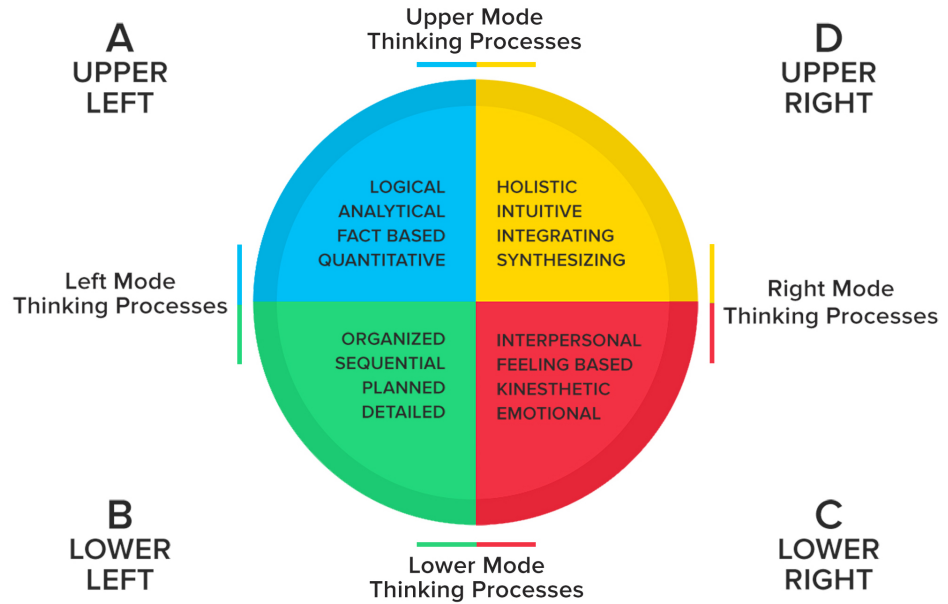 Upper Mode
Thinking Processes
A
UPPER
LEFT
D
UPPER
RIGHT
LOGICAL
ANALYTICAL
FACT BASED
QUANTITATIVE
HOLISTIC
INTUITIVE
INTEGRATING
SYNTHESIZING
Left Mode
Thinking Processes
Right Mode
Thinking Processes
ORGANIZED
SEQUENTIAL
PLANNED
DETAILED
INTERPERSONAL
FEELING BASED
KINESTHETIC
EMOTIONAL
B
LOWER
LEFT
C
LOWER
RIGHT
Lower Mode
Thinking Processes